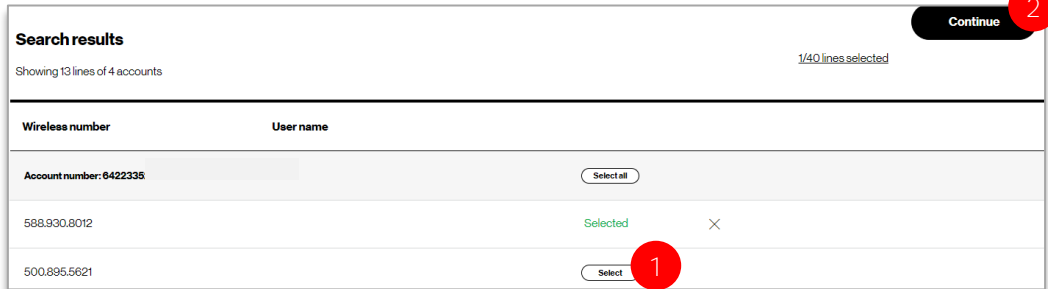 Continue
2
Search results
1/40 lines selected
Showing 13 lines of 4 accounts
Wireless number User name
Account number: 6422335 Select all
588.930.8012 Selected ×
500.895.5621 Select 1